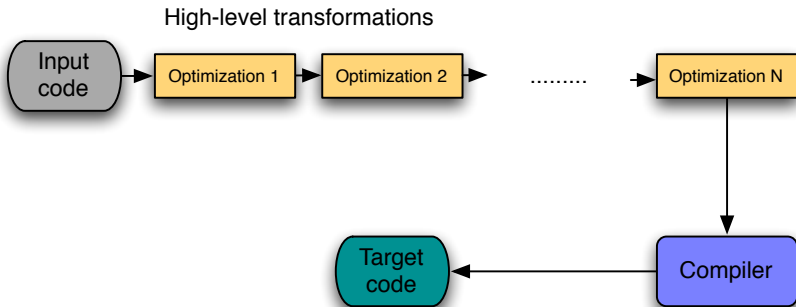 High-level transformations
Input
code
Optimization 1
Optimization 2
.........
Optimization N
Target
code
Compiler